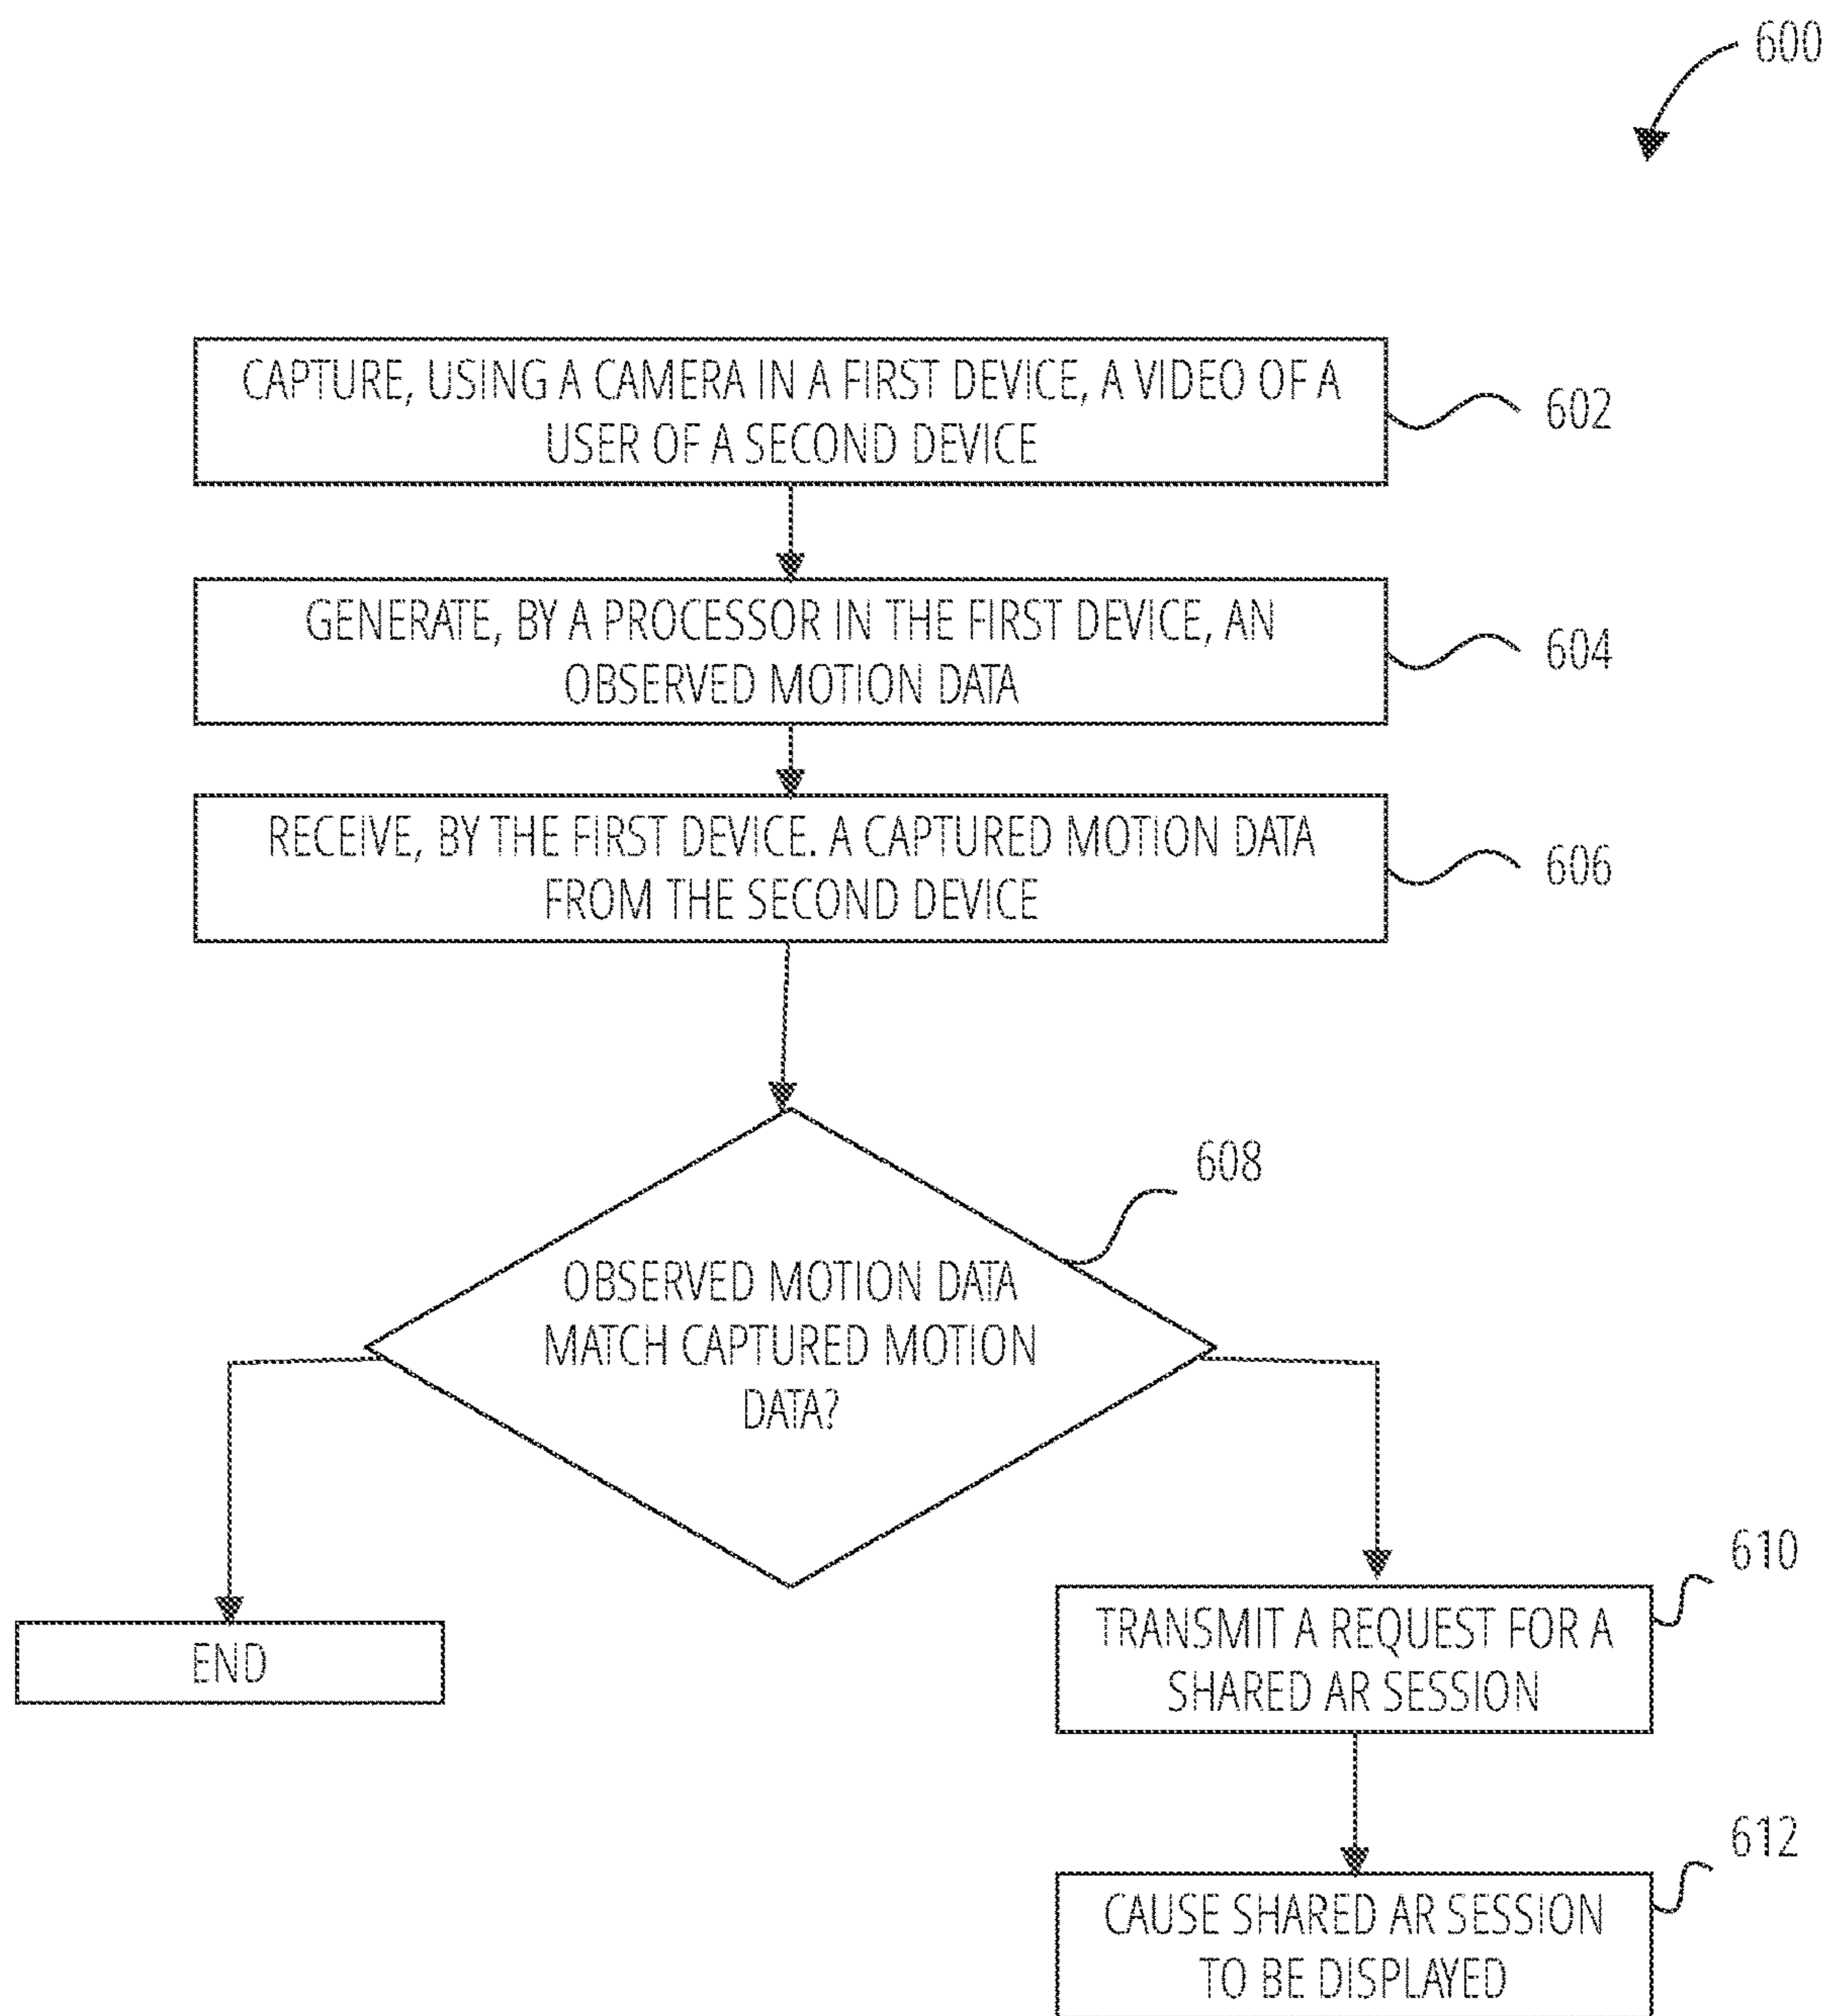 600
CAPTURE, USING A CAMERA IN A FIRST DEVICE, A VIDEO OF A
USER OF A SECOND DEVICE
602
GENERATE, BY A PROCESSOR IN THE FIRST DEVICE, AN
OBSERVED MOTION DATA
604
RECEIVE, BY THE FIRST DEVICE. A CAPTURED MOTION DATA
FROM THE SECOND DEVICE
606
608
OBSERVED MOTION DATA
MATCH CAPTURED MOTION
DATA?
END
610
TRANSMIT A REQUEST FOR A
SHARED AR SESSION
612
CAUSE SHARED AR SESSION
TO BE DISPLAYED